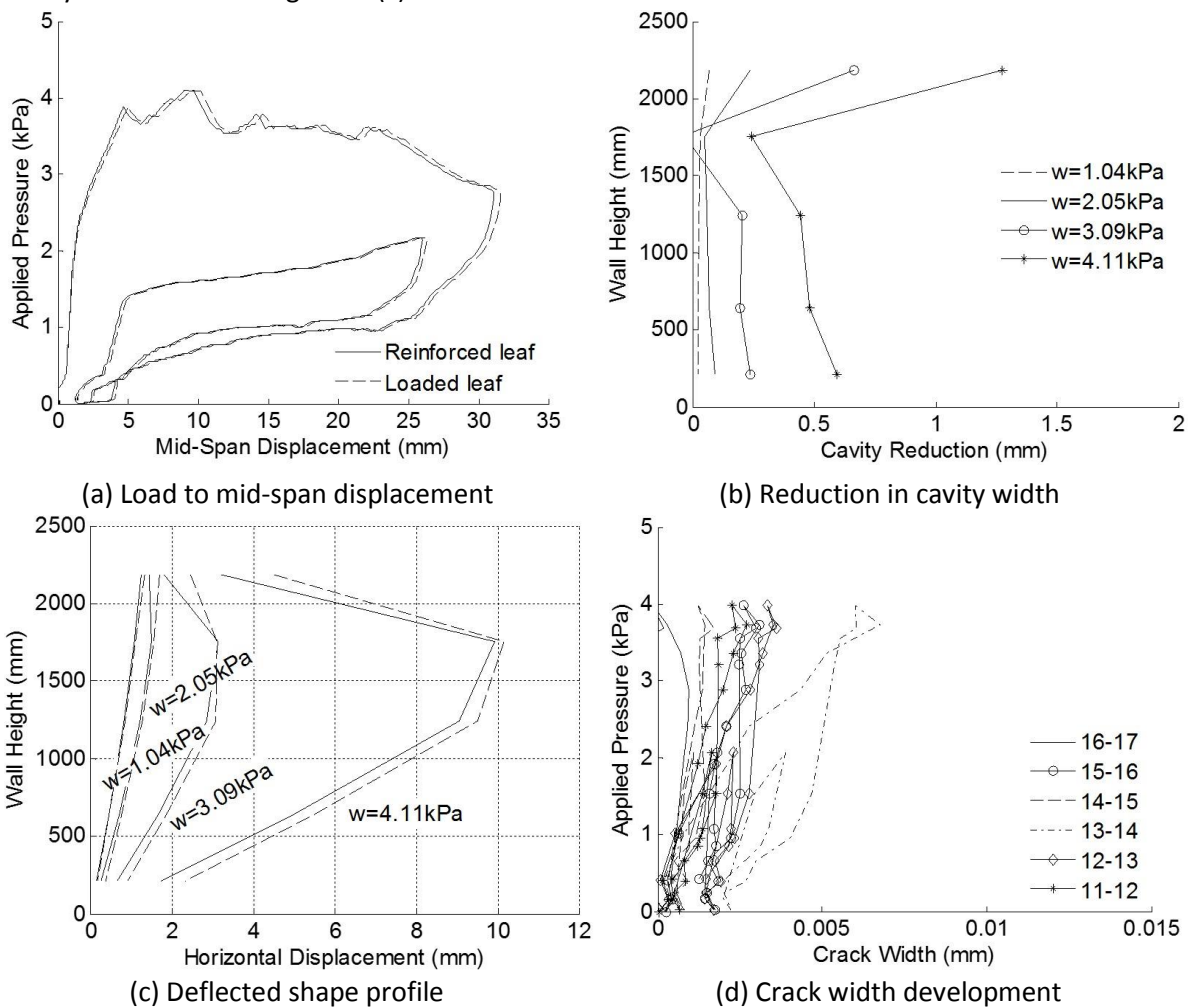 5
4
3
2
1
0
Applied Pressure (kPa)
Reinforced leaf
Loaded leaf
0 5 10 15 20 25 30 35
Mid-Span Displacement (mm)
(a) Load to mid-span displacement
2500
2000
1500
1000
500
0
Wall Height (mm)
w=1.04kPa
w=2.05kPa
w=3.09kPa
w=4.11kPa
0 0.5 1 1.5 2
Cavity Reduction (mm)
(b) Reduction in cavity width
2500
2000
1500
1000
500
0
Wall Height (mm)
w=2.05kPa
w=1.04kPa
w=3.09kPa
w=4.11kPa
0 2 4 6 8 10 12
Horizontal Displacement (mm)
(c) Deflected shape profile
5
4
3
2
1
0
Applied Pressure (kPa)
16-17
15-16
14-15
13-14
12-13
11-12
0 0.005 0.01 0.015
Crack Width (mm)
(d) Crack width development